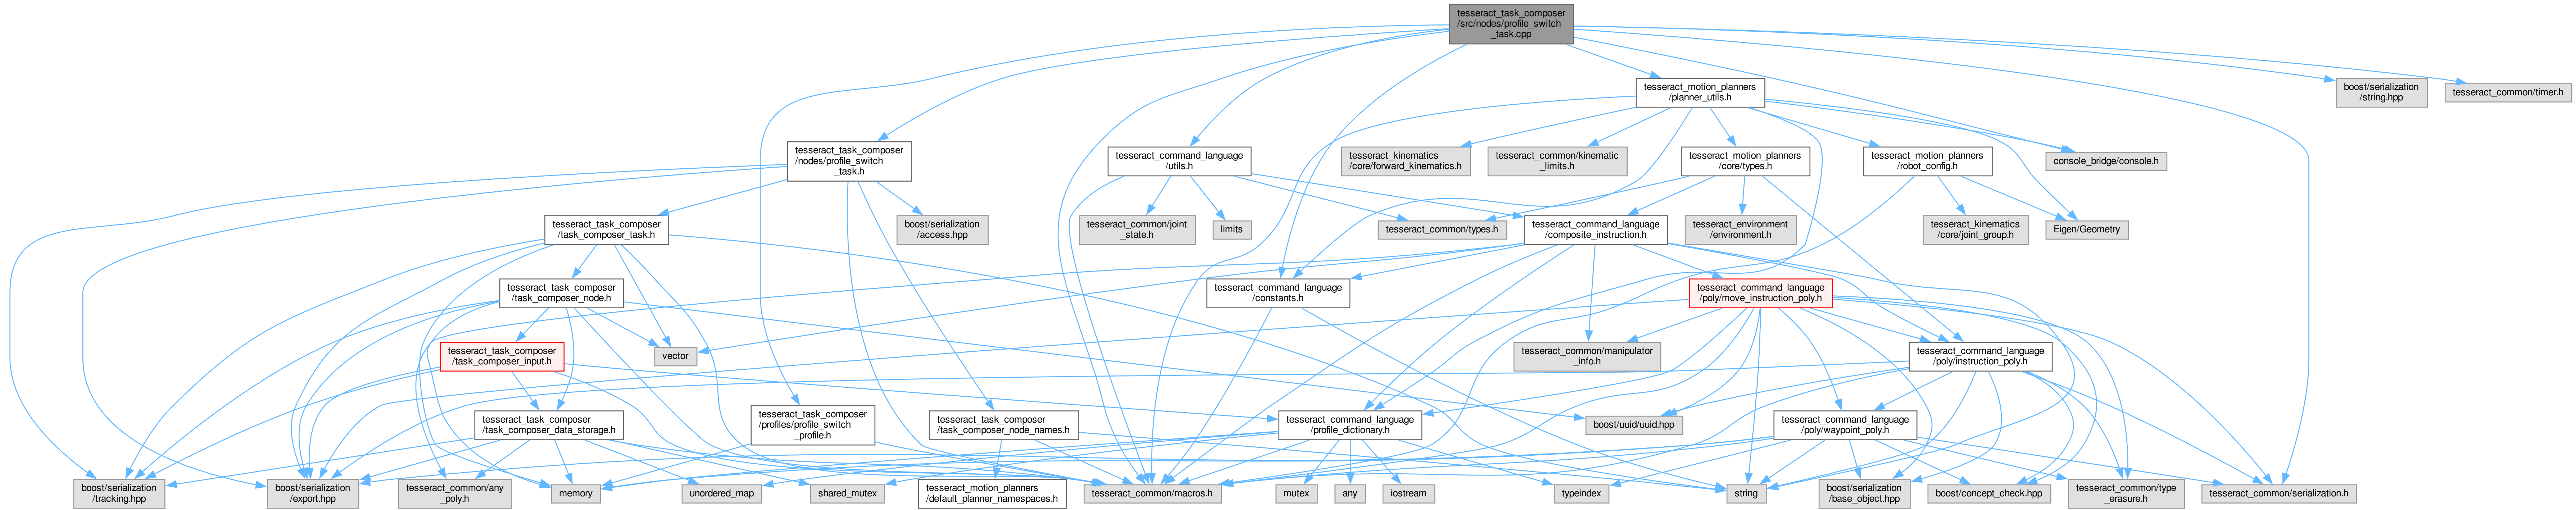 tesseract_task_composer
/src/nodes/profile_switch
_task.cpp
tesseract_motion_planners
/planner_utils.h
boost/serialization
/string.hpp
tesseract_common/timer.h
tesseract_task_composer
/nodes/profile_switch
_task.h
tesseract_command_language
/utils.h
tesseract_kinematics
/core/forward_kinematics.h
tesseract_common/kinematic
_limits.h
tesseract_motion_planners
/core/types.h
tesseract_motion_planners
/robot_config.h
console_bridge/console.h
tesseract_task_composer
/task_composer_task.h
boost/serialization
/access.hpp
tesseract_common/joint
_state.h
limits
tesseract_common/types.h
tesseract_command_language
/composite_instruction.h
tesseract_environment
/environment.h
tesseract_kinematics
/core/joint_group.h
Eigen/Geometry
tesseract_task_composer
/task_composer_node.h
tesseract_command_language
/constants.h
tesseract_command_language
/poly/move_instruction_poly.h
tesseract_task_composer
/task_composer_input.h
vector
tesseract_common/manipulator
_info.h
tesseract_command_language
/poly/instruction_poly.h
tesseract_task_composer
/task_composer_data_storage.h
tesseract_task_composer
/profiles/profile_switch
_profile.h
tesseract_task_composer
/task_composer_node_names.h
tesseract_command_language
/profile_dictionary.h
boost/uuid/uuid.hpp
tesseract_command_language
/poly/waypoint_poly.h
boost/serialization
/tracking.hpp
boost/serialization
/export.hpp
tesseract_common/any
_poly.h
memory
unordered_map
shared_mutex
tesseract_motion_planners
/default_planner_namespaces.h
tesseract_common/macros.h
mutex
any
iostream
typeindex
string
boost/serialization
/base_object.hpp
boost/concept_check.hpp
tesseract_common/type
_erasure.h
tesseract_common/serialization.h